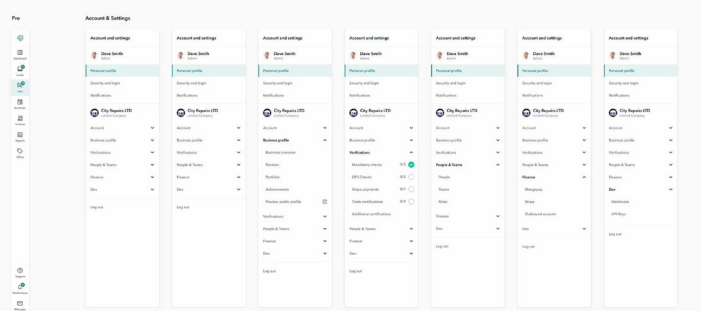 Pro
Account & Settings
Dashboard
Leads
Jobs
Bookings
Invoices
Reports
Billing
Support
Notifications
Messages
Account and settings
Dave Smith
Admin
Personal profile
Security and login
Notifications
City Repairs LTD
Limited Company
Account
Business profile
Verifications
People & Teams
Finance
Dev
Log out
Account and settings
Dave Smith
Admin
Personal profile
Security and login
Notifications
City Repairs LTD
Limited Company
Account
Business profile
Verifications
People & Teams
Finance
Dev
Log out
Account and settings
Dave Smith
Admin
Personal profile
Security and login
Notifications
City Repairs LTD
Limited Company
Account
Business profile
Business overview
Reviews
Portfolio
Achievements
Preview public profile
Verifications
People & Teams
Finance
Dev
Log out
Account and settings
Dave Smith
Admin
Personal profile
Security and login
Notifications
City Repairs LTD
Limited Company
Account
Business profile
Verifications
Mandatory checks
DBS Checks
Stripe payments
Trade certifications
Additional certifications
People & Teams
Finance
Dev
Log out
Account and settings
Dave Smith
Admin
Personal profile
Security and login
Notifications
City Repairs LTD
Limited Company
Account
Business profile
Verifications
People & Teams
People
Teams
Roles
Finance
Dev
Log out
Account and settings
Dave Smith
Admin
Personal profile
Security and login
Notifications
City Repairs LTD
Limited Company
Account
Business profile
Verifications
People & Teams
Finance
Mangopay
Stripe
Outbound account
Dev
Log out
Account and settings
Dave Smith
Admin
Personal profile
Security and login
Notifications
City Repairs LTD
Limited Company
Account
Business profile
Verifications
People & Teams
Finance
Dev
Webhooks
API Keys
Log out